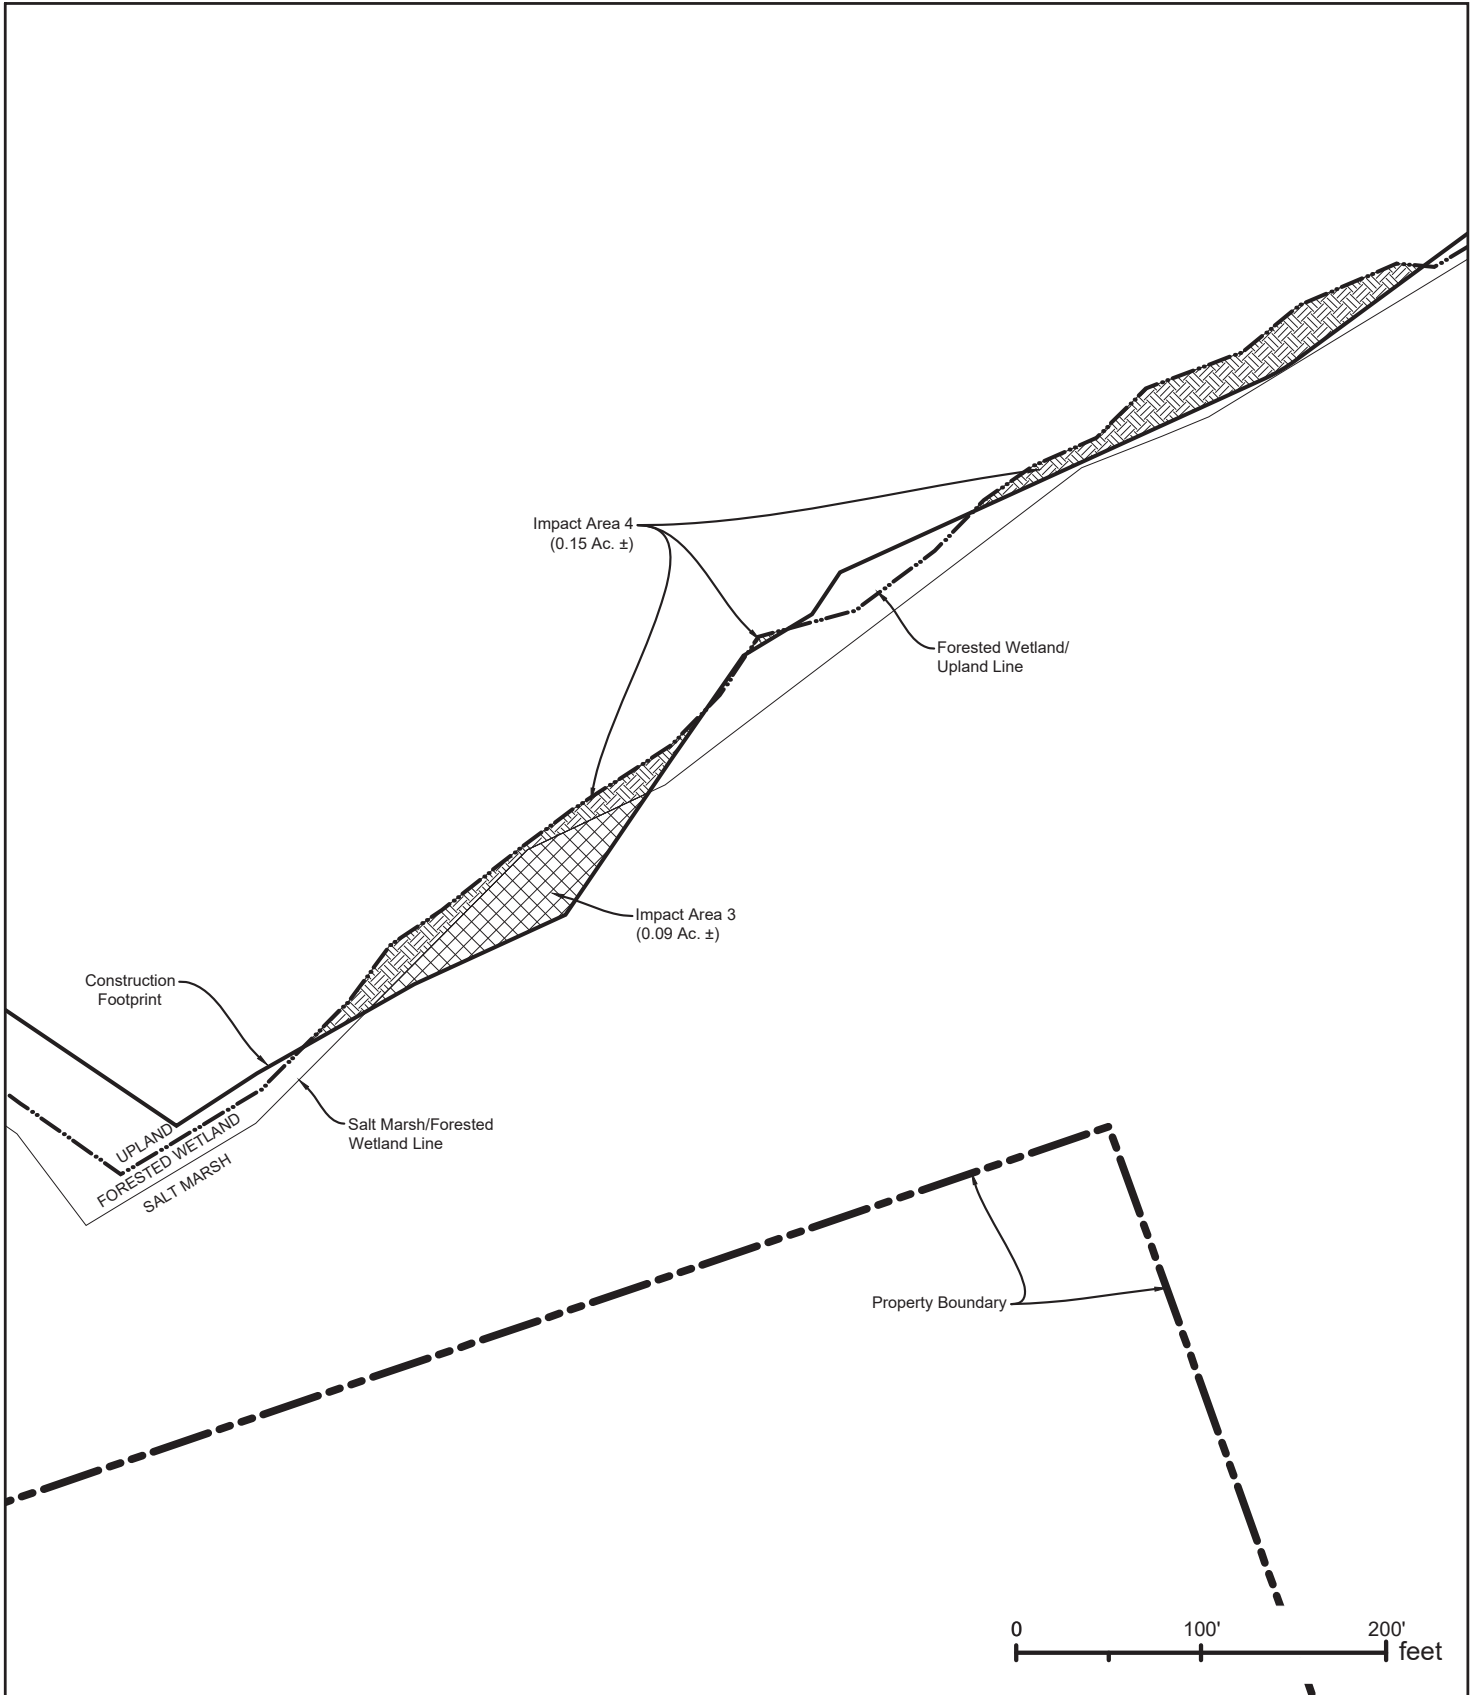 Impact Area 4
(0.15 Ac. ±)
Forested Wetland/
Upland Line
Impact Area 3
(0.09 Ac. ±)
Construction
Footprint
UPLAND
FORESTED WETLAND
SALT MARSH
Salt Marsh/Forested
Wetland Line
Property Boundary
0 100' 200'
feet